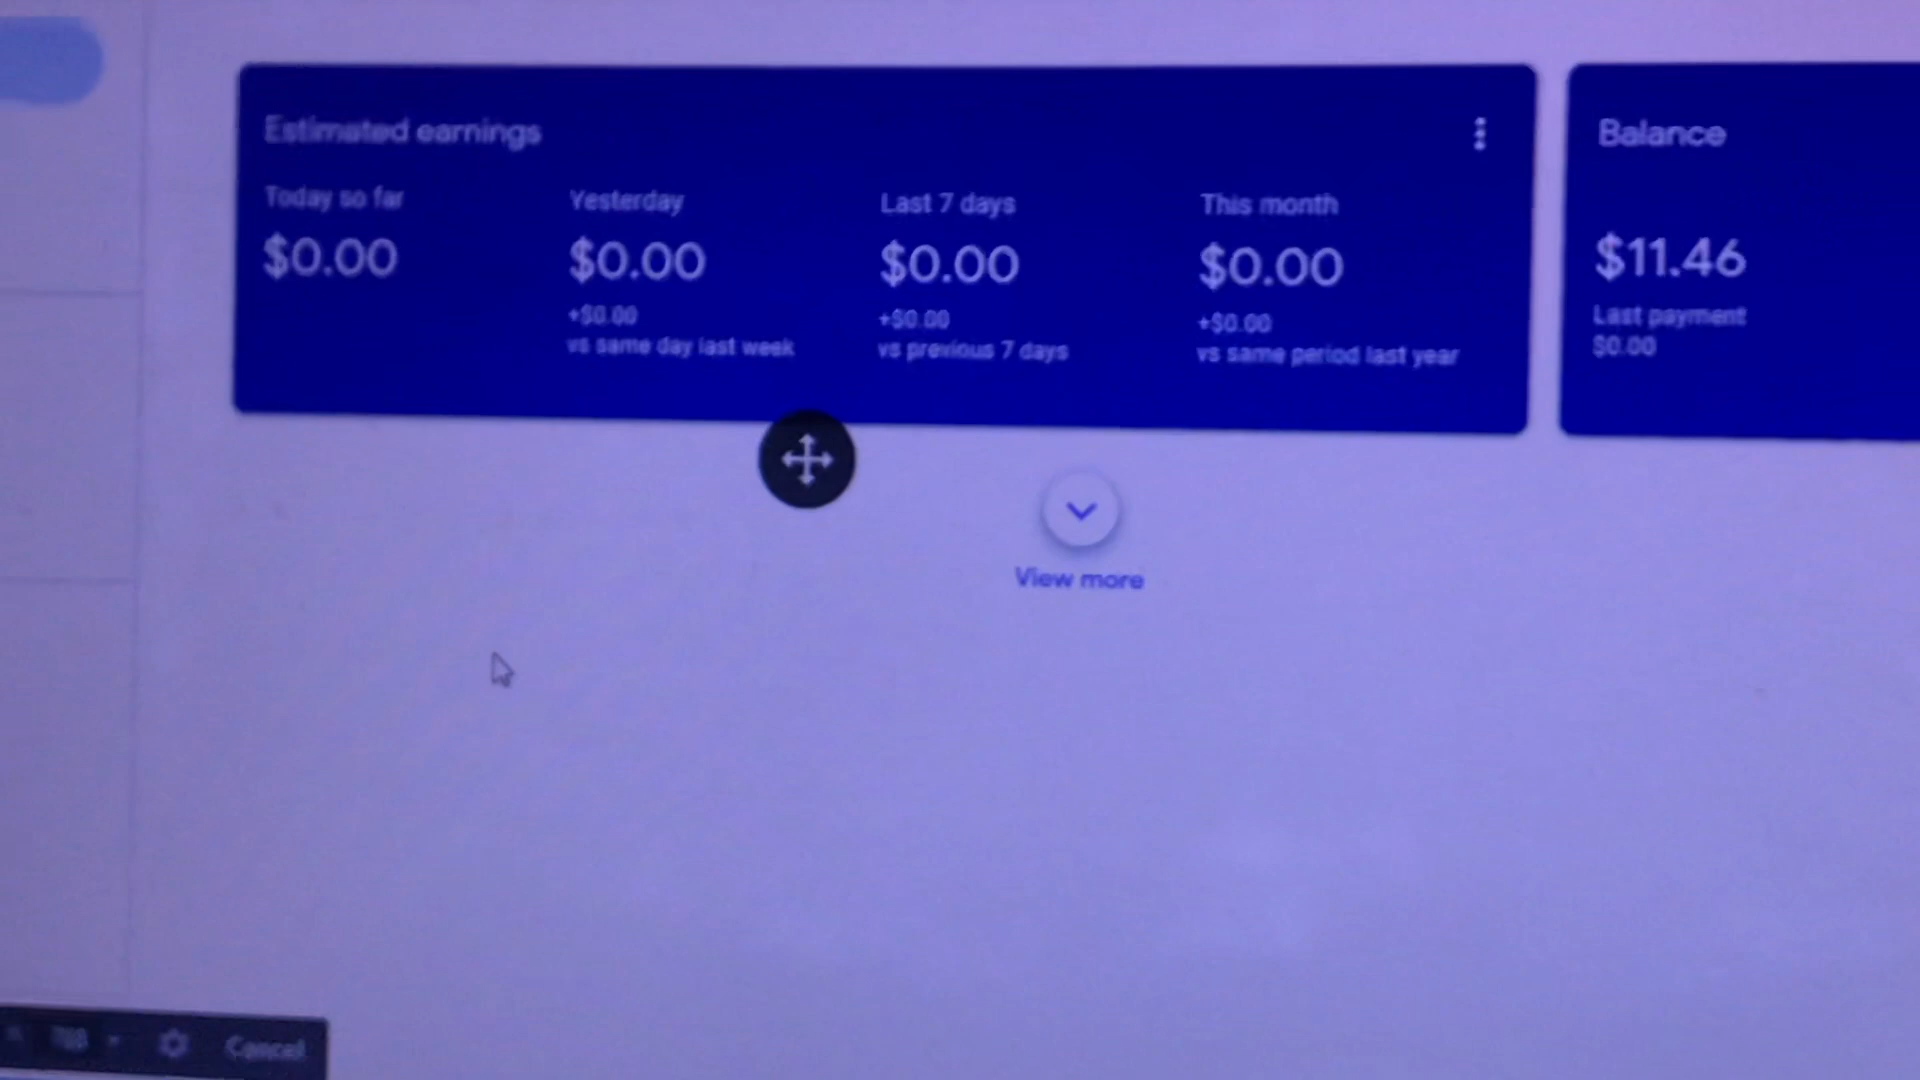 Estimated earnings
Today so far
$0.00
Yesterday
$0.00
+$0.00
vs same day last week
Last 7 days
$0.00
+$0.00
vs previous 7 days
This month
$0.00
+$0.00
vs same period last year
Balance
$11.46
Last payment
$0.00
View more
Cancel